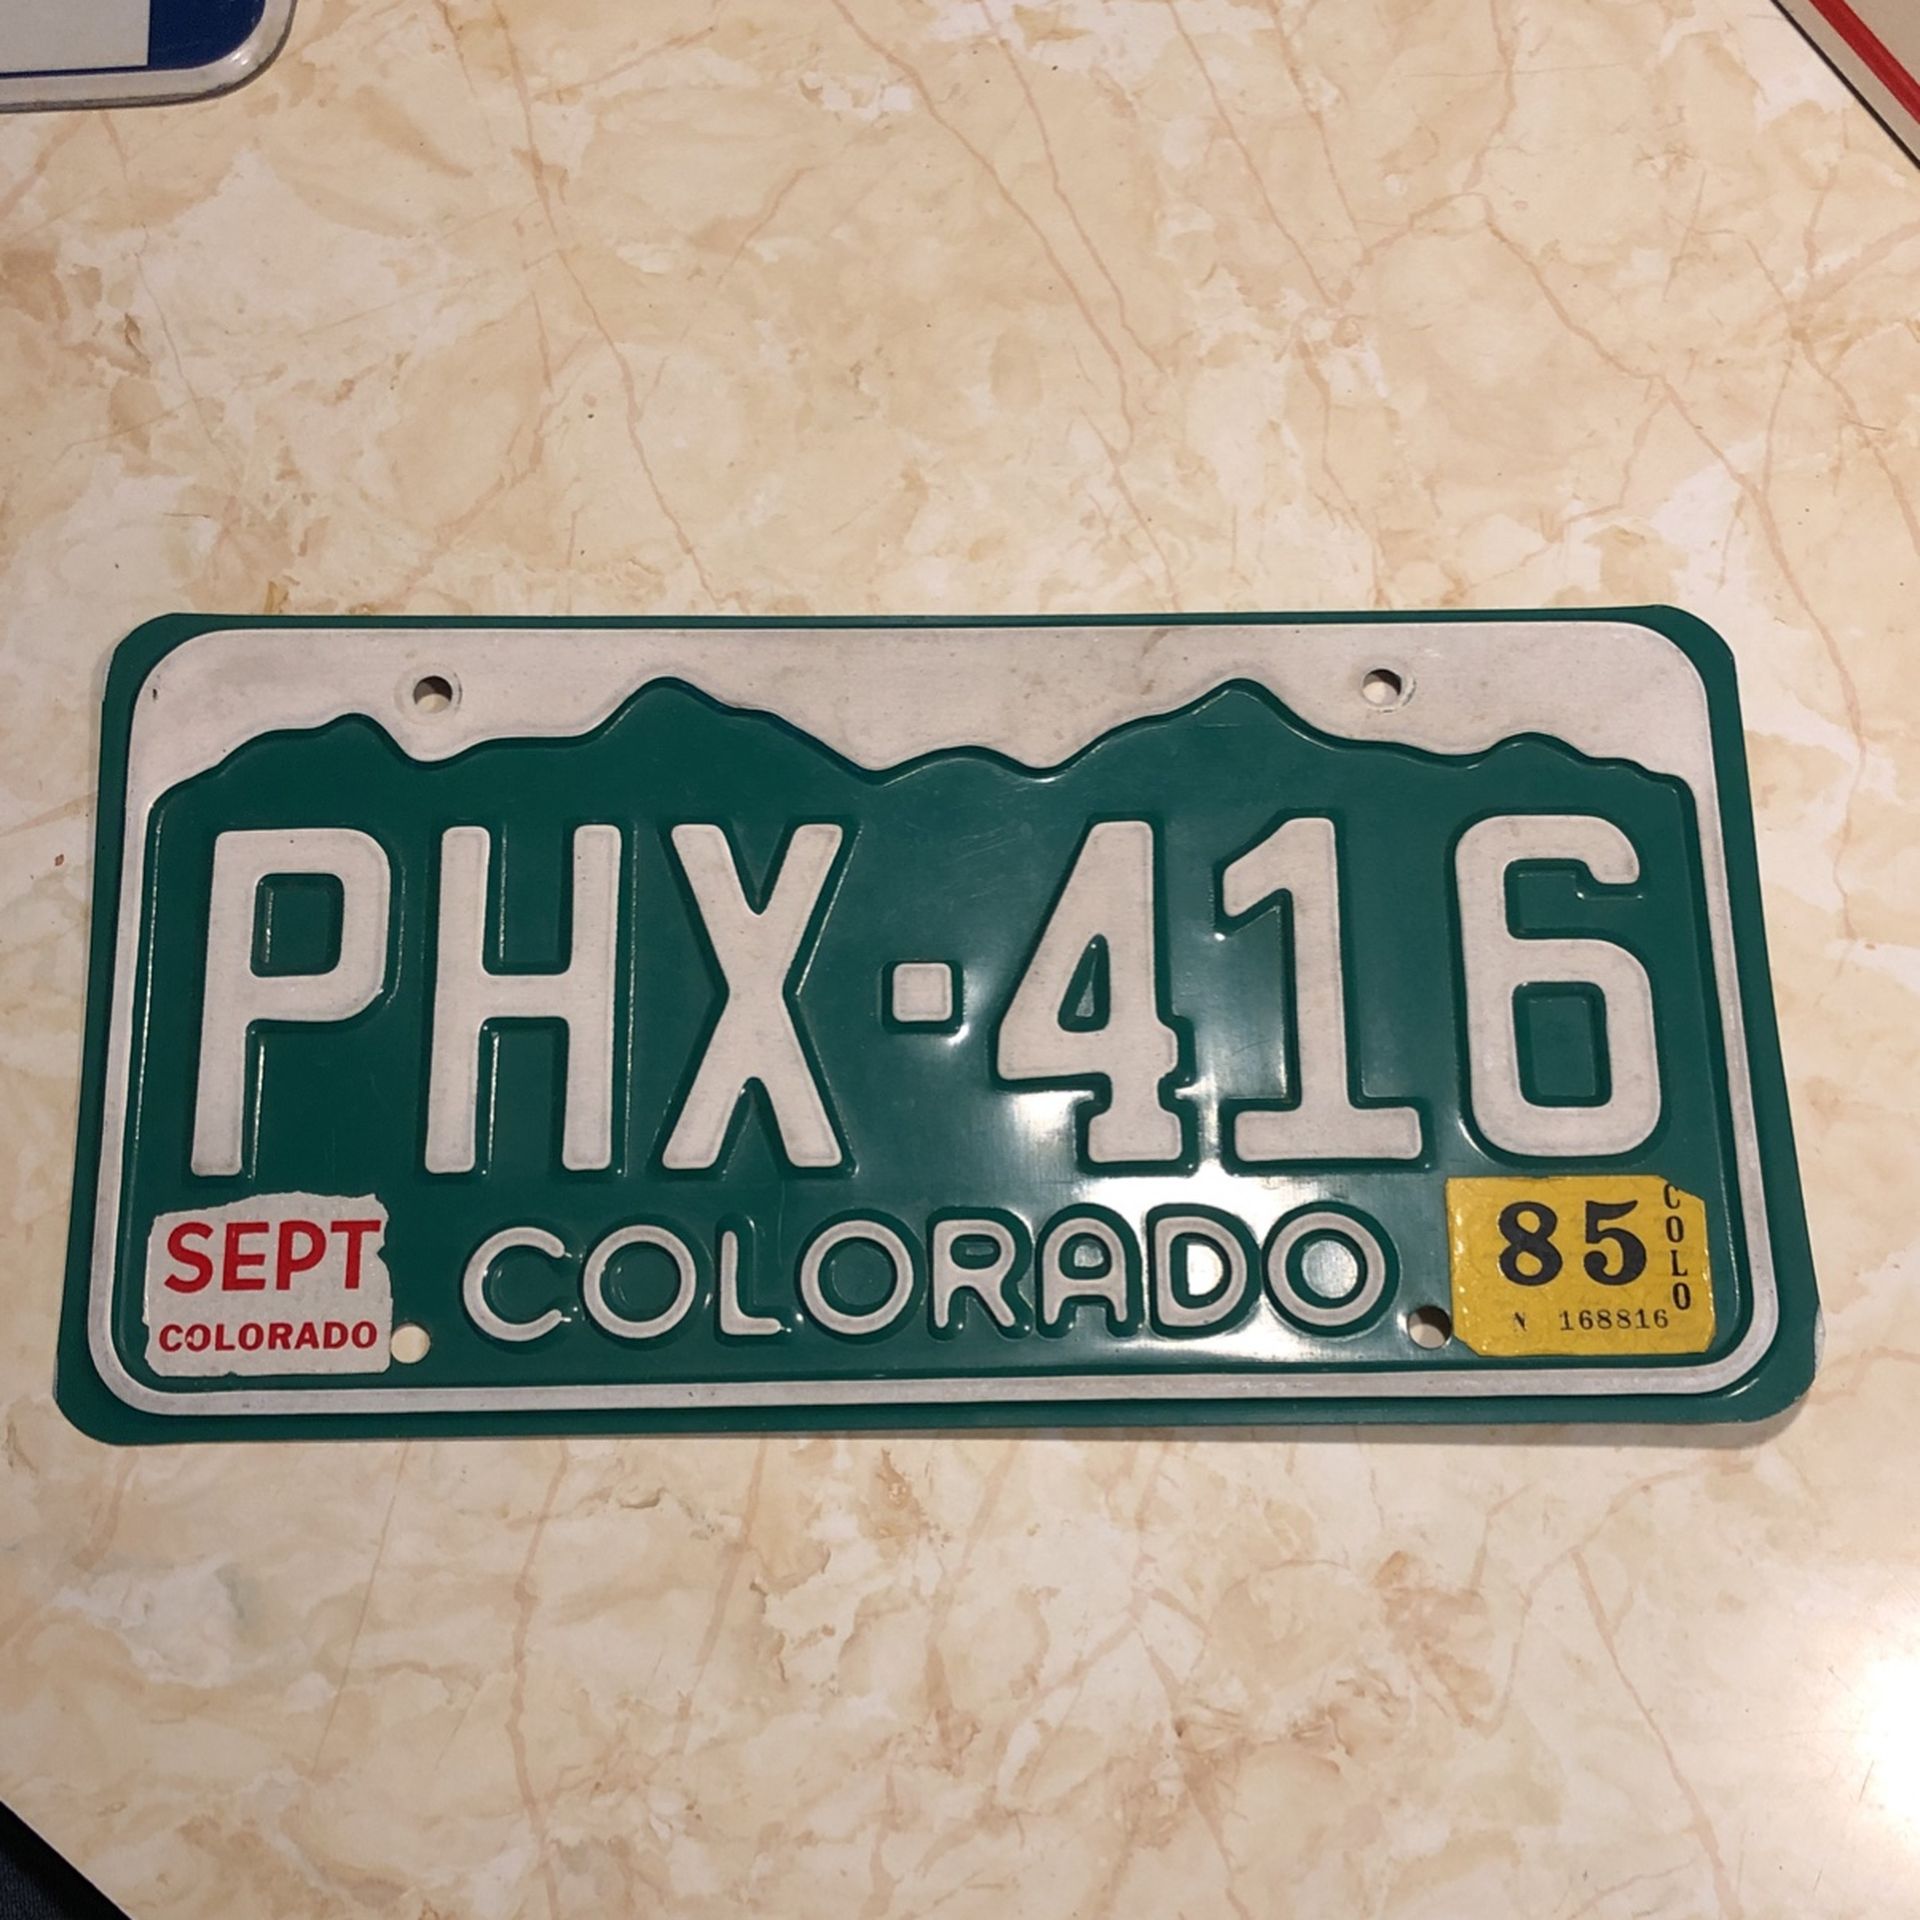 PHX·416
SEPT
COLORADO
COLORADO
85
COLO
N 168816